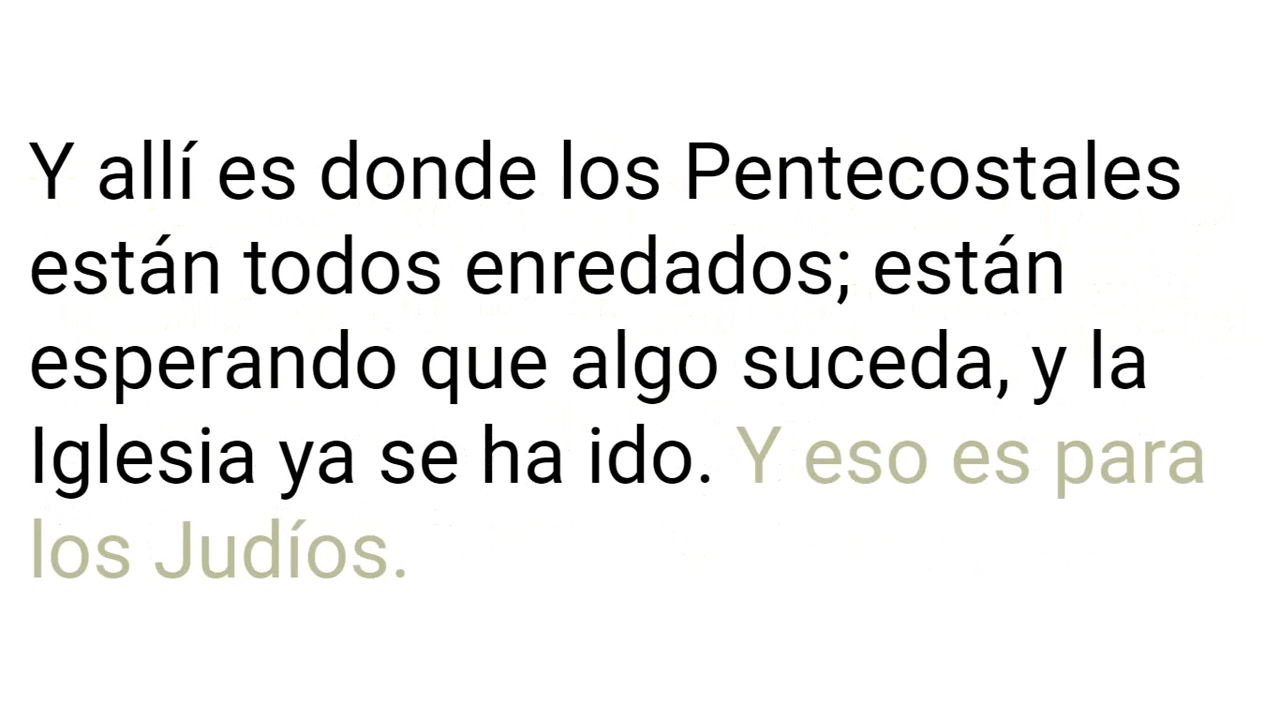 Y allí es donde los Pentecostales
están todos enredados; están
esperando que algo suceda, y la
Iglesia ya se ha ido. Y eso es para
los Judíos.